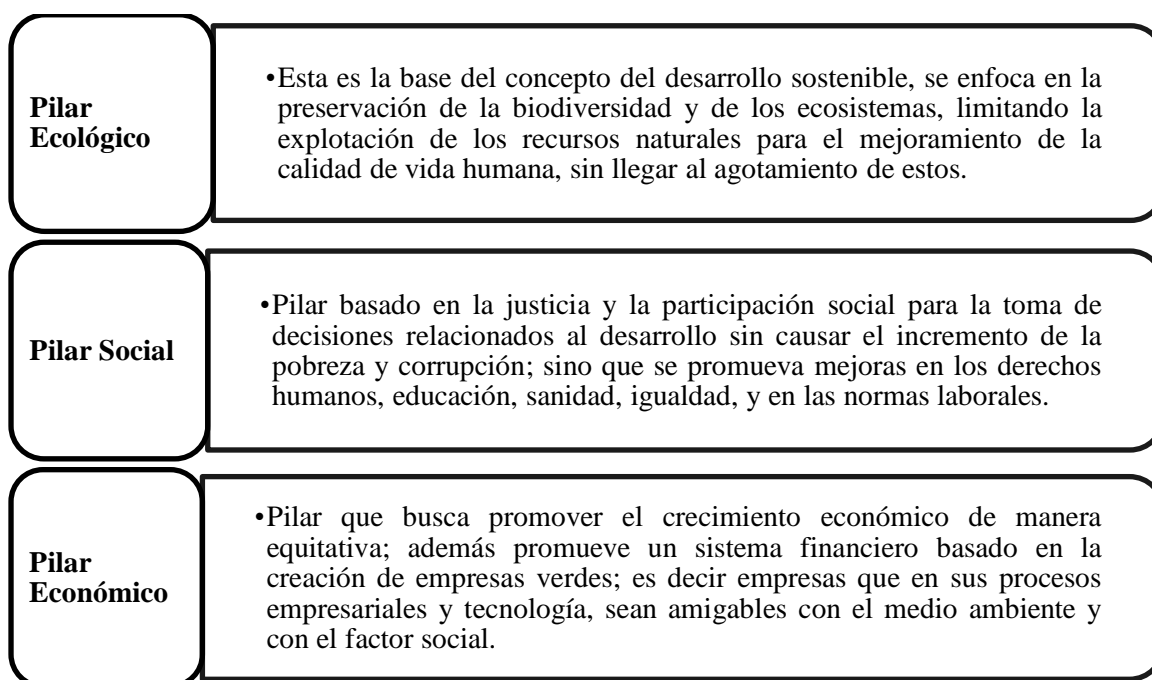 Pilar
Ecológico
•Esta es la base del concepto del desarrollo sostenible, se enfoca en la
preservación de la biodiversidad y de los ecosistemas, limitando la
explotación de los recursos naturales para el mejoramiento de la
calidad de vida humana, sin llegar al agotamiento de estos.
Pilar Social
•Pilar basado en la justicia y la participación social para la toma de
decisiones relacionados al desarrollo sin causar el incremento de la
pobreza y corrupción; sino que se promueva mejoras en los derechos
humanos, educación, sanidad, igualdad, y en las normas laborales.
Pilar
Económico
•Pilar que busca promover el crecimiento económico de manera
equitativa; además promueve un sistema financiero basado en la
creación de empresas verdes; es decir empresas que en sus procesos
empresariales y tecnología, sean amigables con el medio ambiente y
con el factor social.